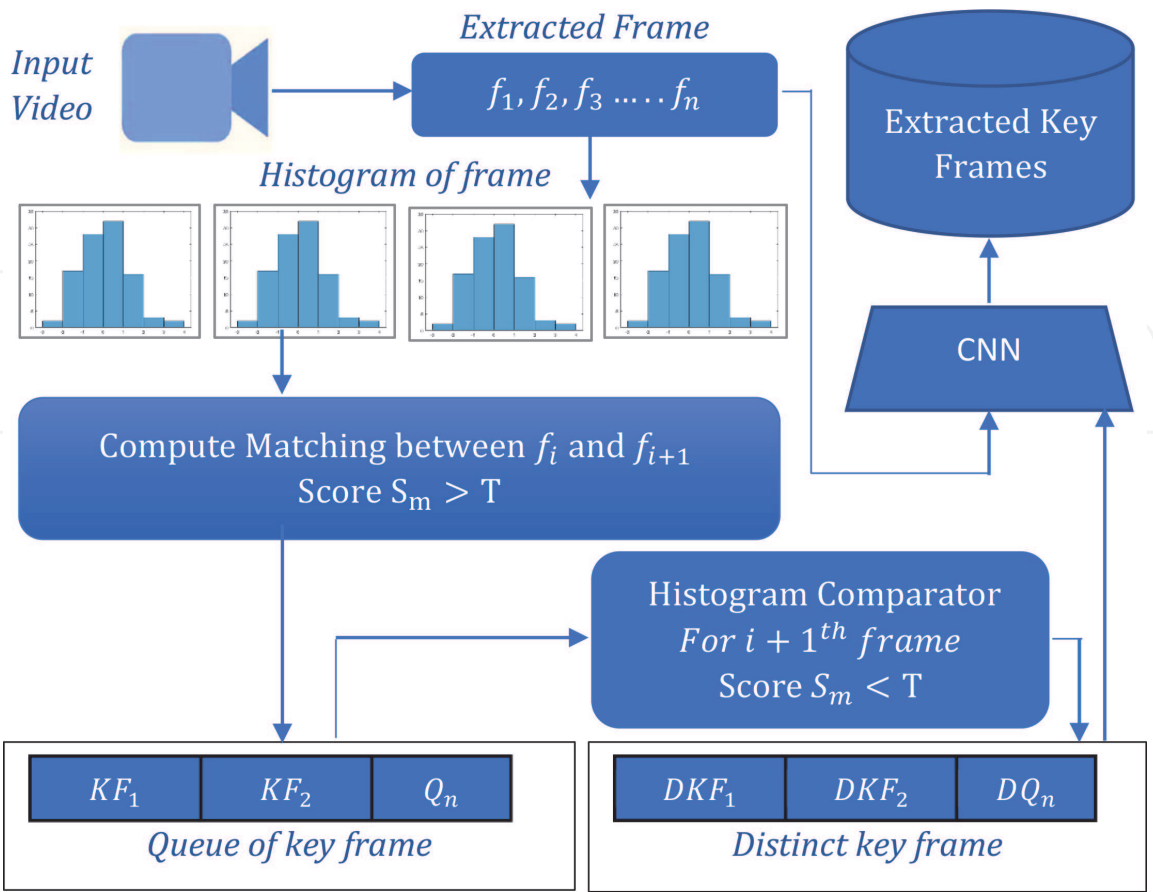 Input
Video
Extracted Frame
f₁, f₂, f₃ ….. fₙ
Extracted Key
Frames
Histogram of frame
CNN
Compute Matching between fᵢ and fᵢ₊₁
Score Sₘ > T
Histogram Comparator
For i + 1ᵗʰ frame
Score Sₘ < T
KF₁ KF₂ Qₙ
Queue of key frame
DKF₁ DKF₂ DQₙ
Distinct key frame